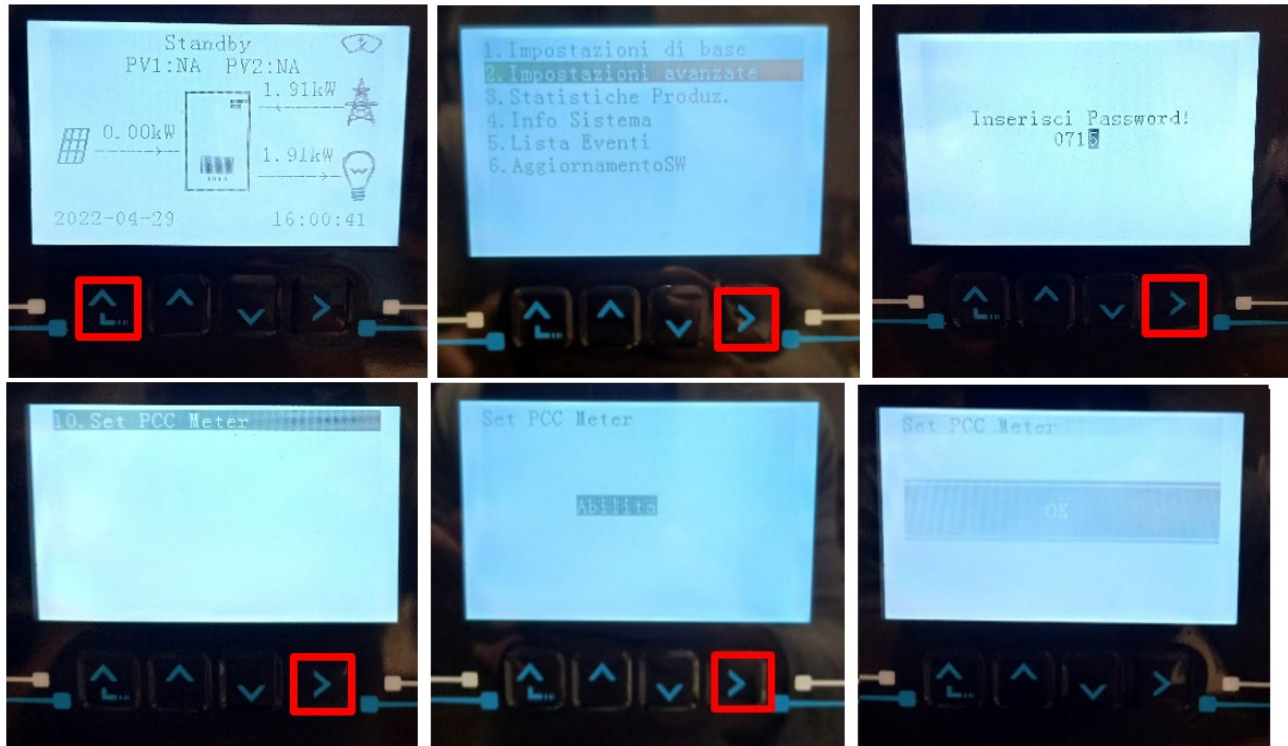 Standby
PV1:NA PV2:NA
1.91kW
0.00kW
1.91kW
2022-04-29 16:00:41
1.Impostazioni di base
2.Impostazioni avanzate
3.Statistiche Produz.
4.Info Sistema
5.Lista Eventi
6.AggiornamentoSW
Inserisci Password!
0715
10.Set PCC Meter
Set PCC Meter
Abilita
Set PCC Meter
OK